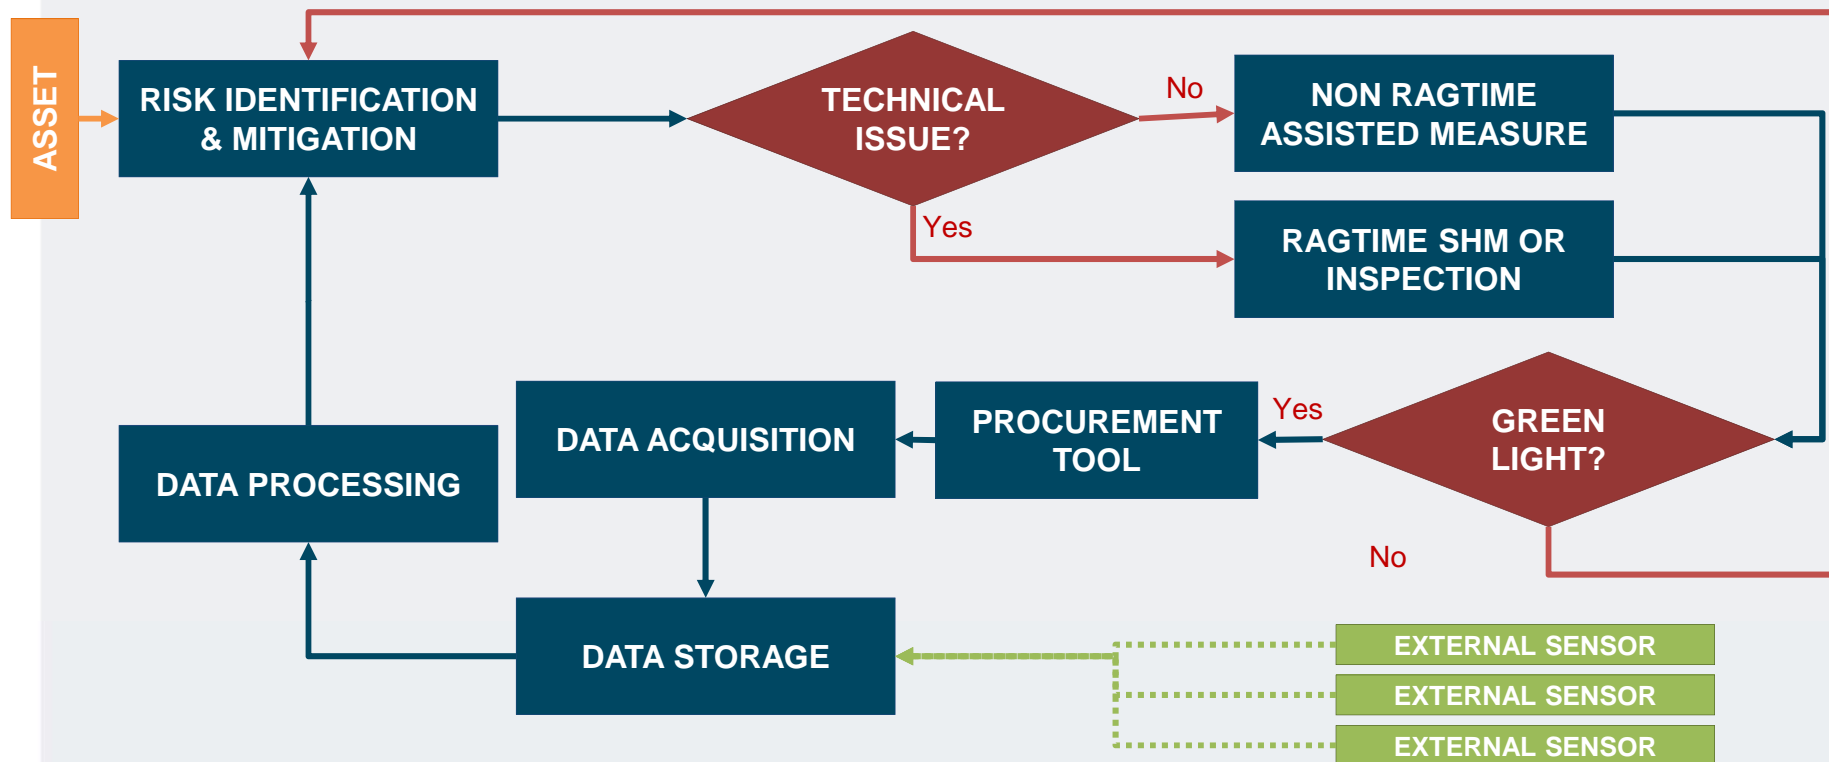 ASSET
RISK IDENTIFICATION
& MITIGATION
TECHNICAL
ISSUE?
No
NON RAGTIME
ASSISTED MEASURE
Yes
RAGTIME SHM OR
INSPECTION
GREEN
LIGHT?
Yes
PROCUREMENT
TOOL
DATA ACQUISITION
DATA PROCESSING
No
DATA STORAGE
EXTERNAL SENSOR
EXTERNAL SENSOR
EXTERNAL SENSOR